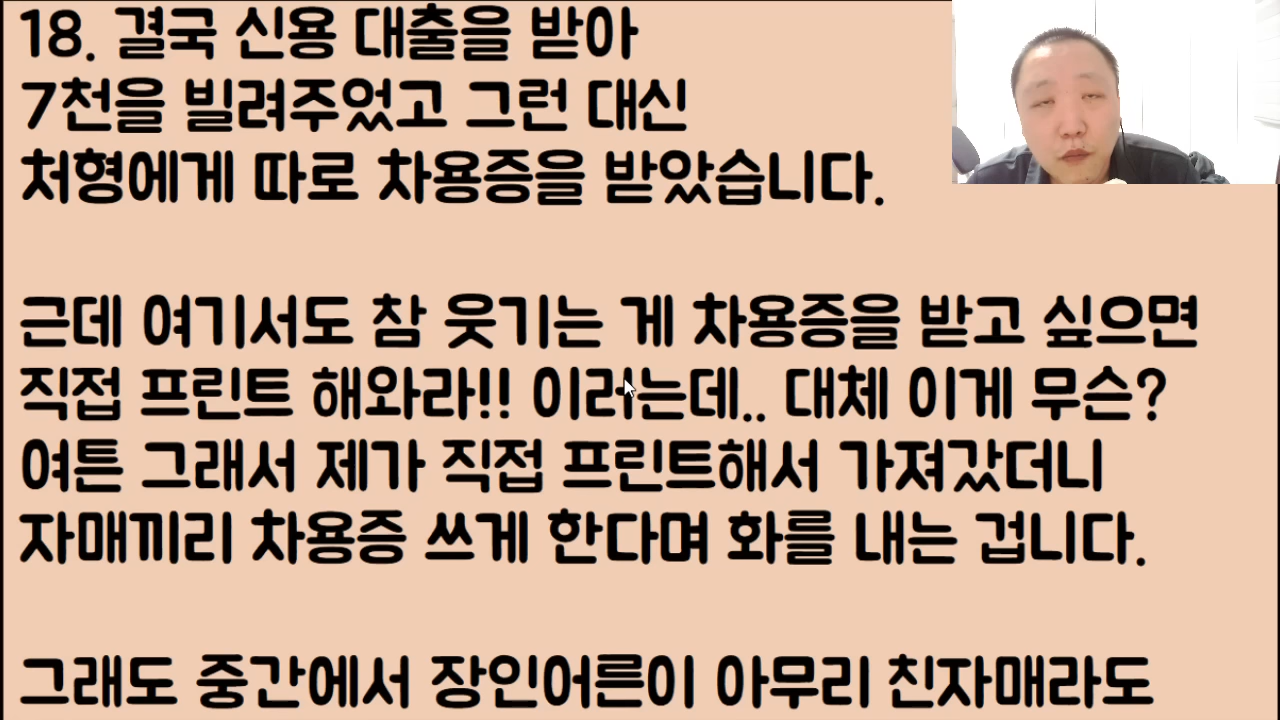 18. 결국 신용 대출을 받아
7천을 빌려주었고 그런 대신
처형에게 따로 차용증을 받았습니다.
근데 여기서도 참 웃기는 게 차용증을 받고 싶으면
직접 프린트 해와라!! 이러는데.. 대체 이게 무슨?
여튼 그래서 제가 직접 프린트해서 가져갔더니
자매끼리 차용증 쓰게 한다며 화를 내는 겁니다.
그래도 중간에서 장인어른이 아무리 친자매라도